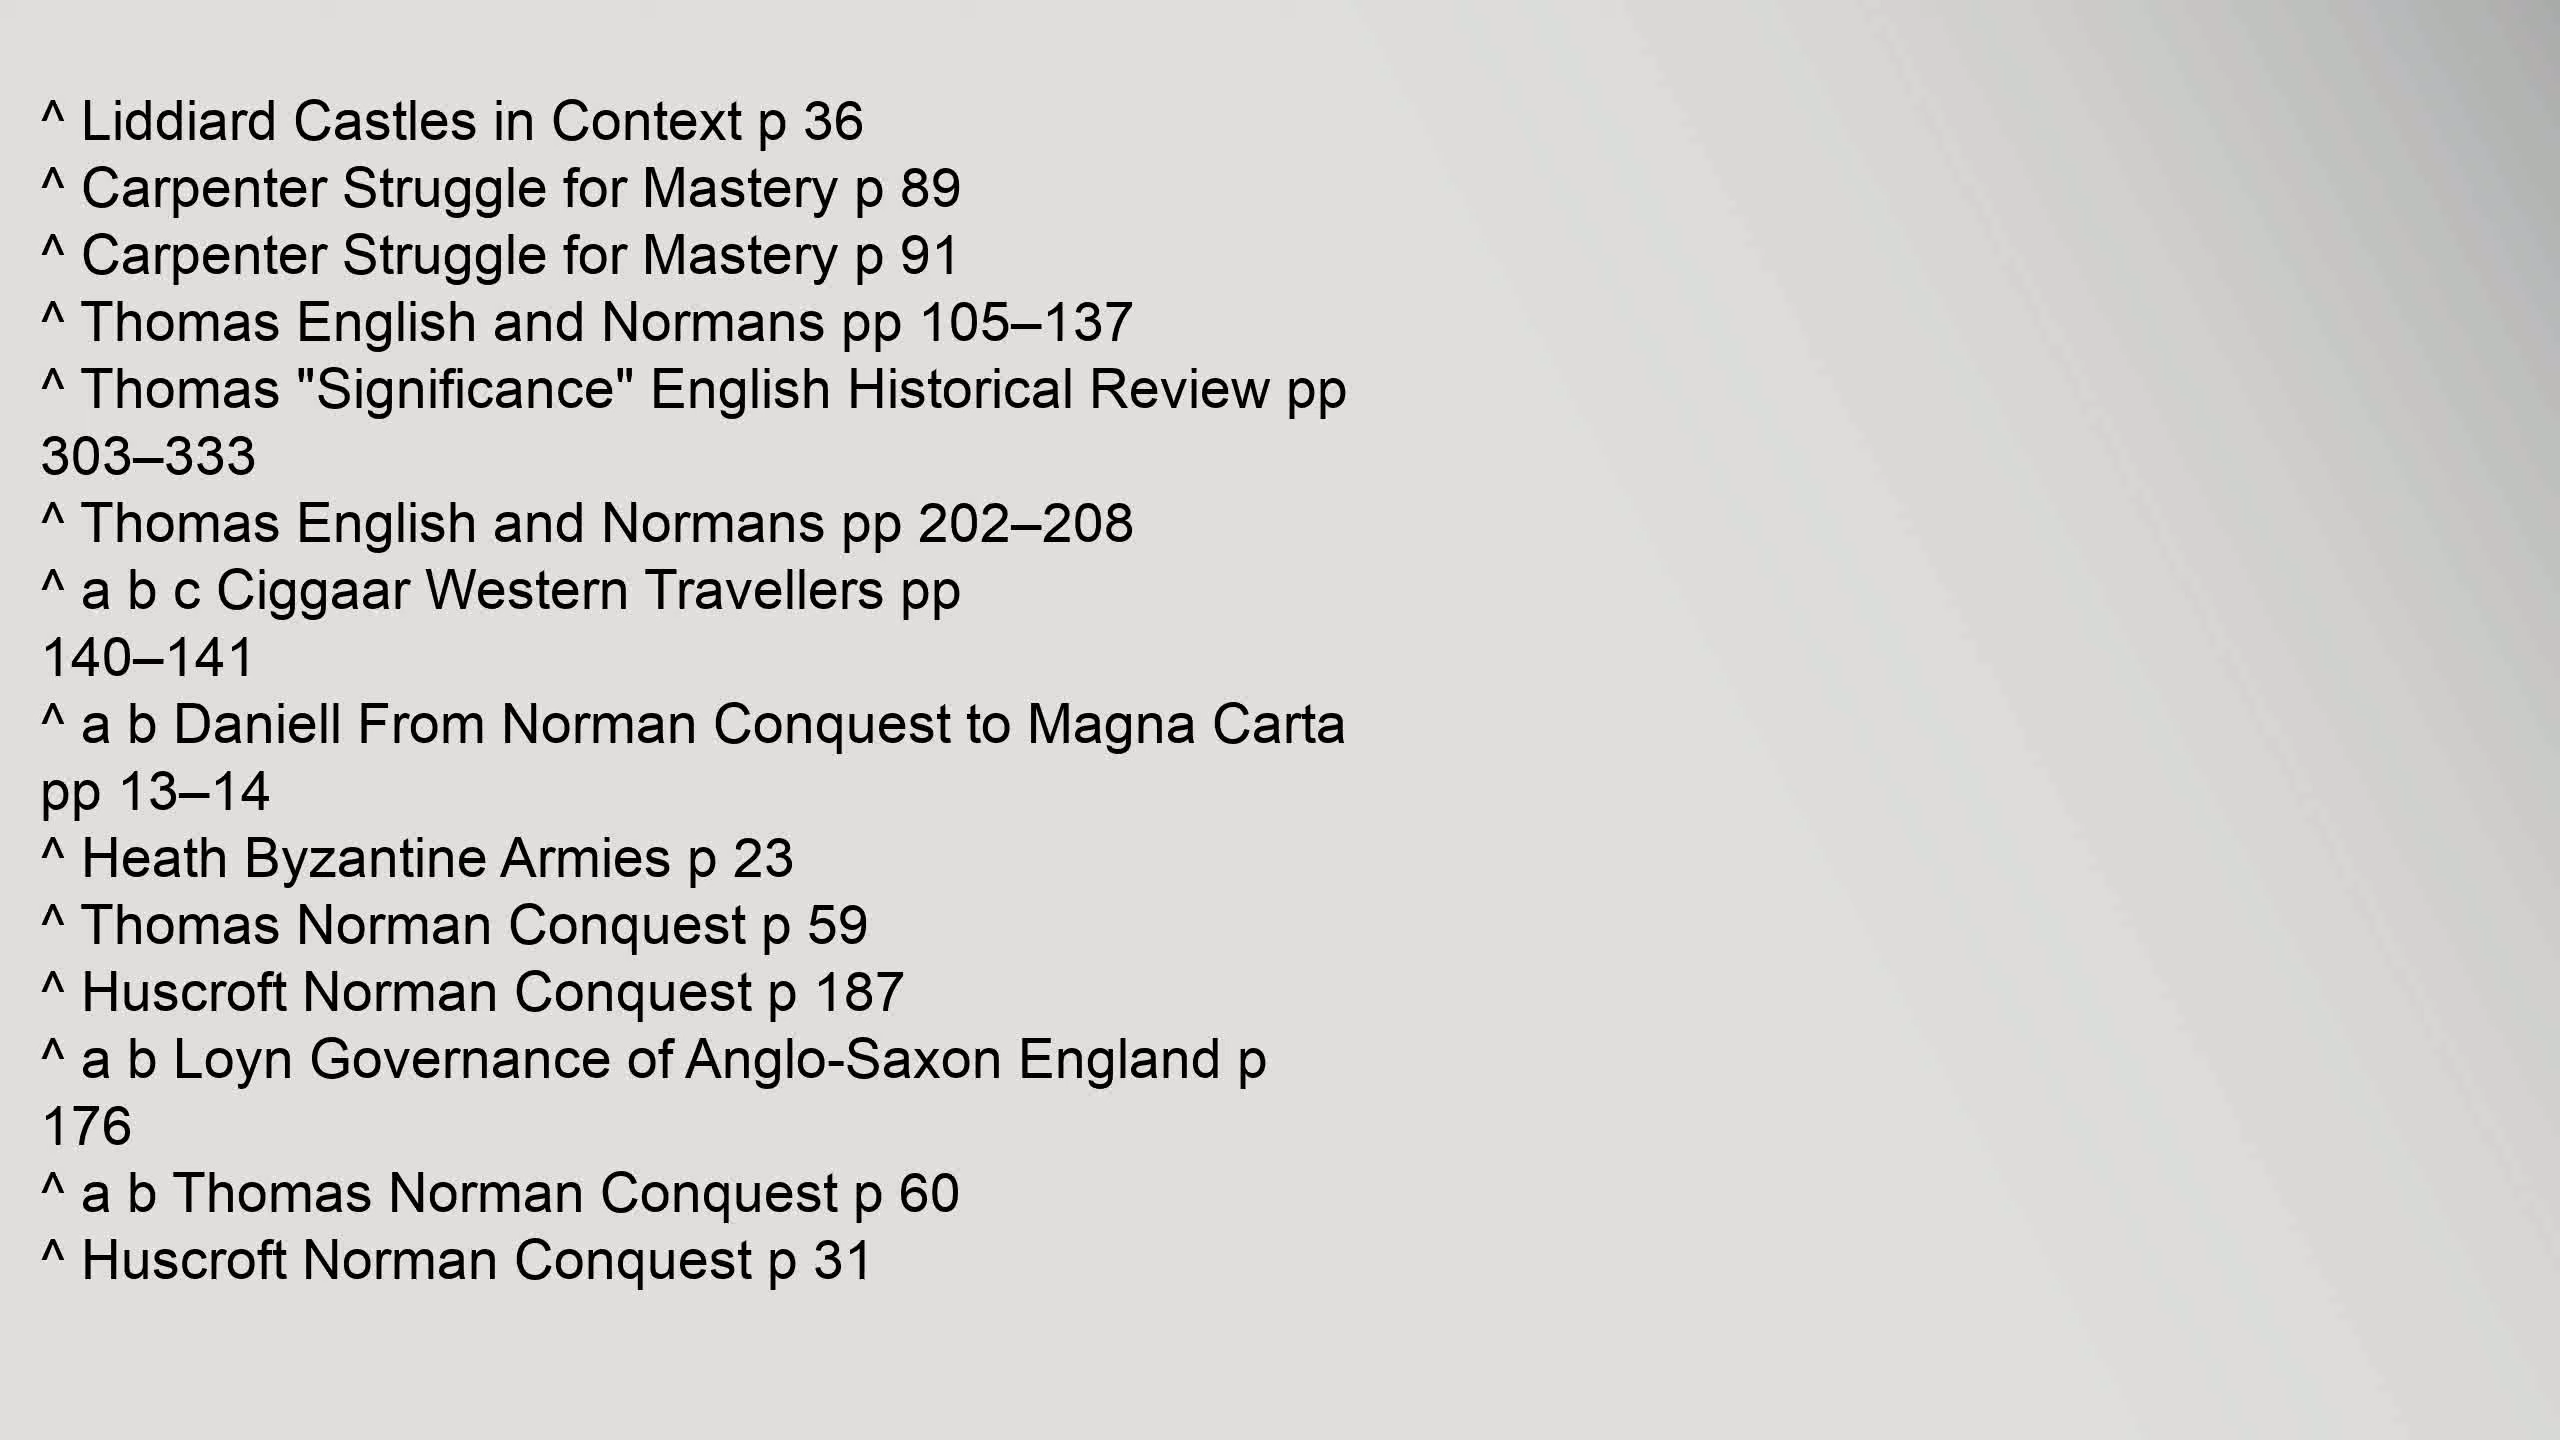 ^ Liddiard Castles in Context p 36
^ Carpenter Struggle for Mastery p 89
^ Carpenter Struggle for Mastery p 91
^ Thomas English and Normans pp 105–137
^ Thomas "Significance" English Historical Review pp
303–333
^ Thomas English and Normans pp 202–208
^ a b c Ciggaar Western Travellers pp
140–141
^ a b Daniell From Norman Conquest to Magna Carta
pp 13–14
^ Heath Byzantine Armies p 23
^ Thomas Norman Conquest p 59
^ Huscroft Norman Conquest p 187
^ a b Loyn Governance of Anglo-Saxon England p
176
^ a b Thomas Norman Conquest p 60
^ Huscroft Norman Conquest p 31